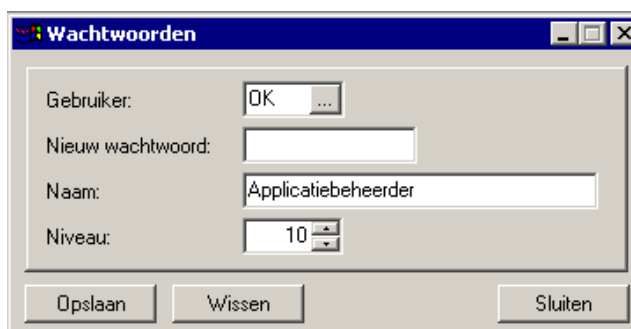 Wachtwoorden
Gebruiker: OK ...
Nieuw wachtwoord:
Naam: Applicatiebeheerder
Niveau: 10
Opslaan Wissen Sluiten